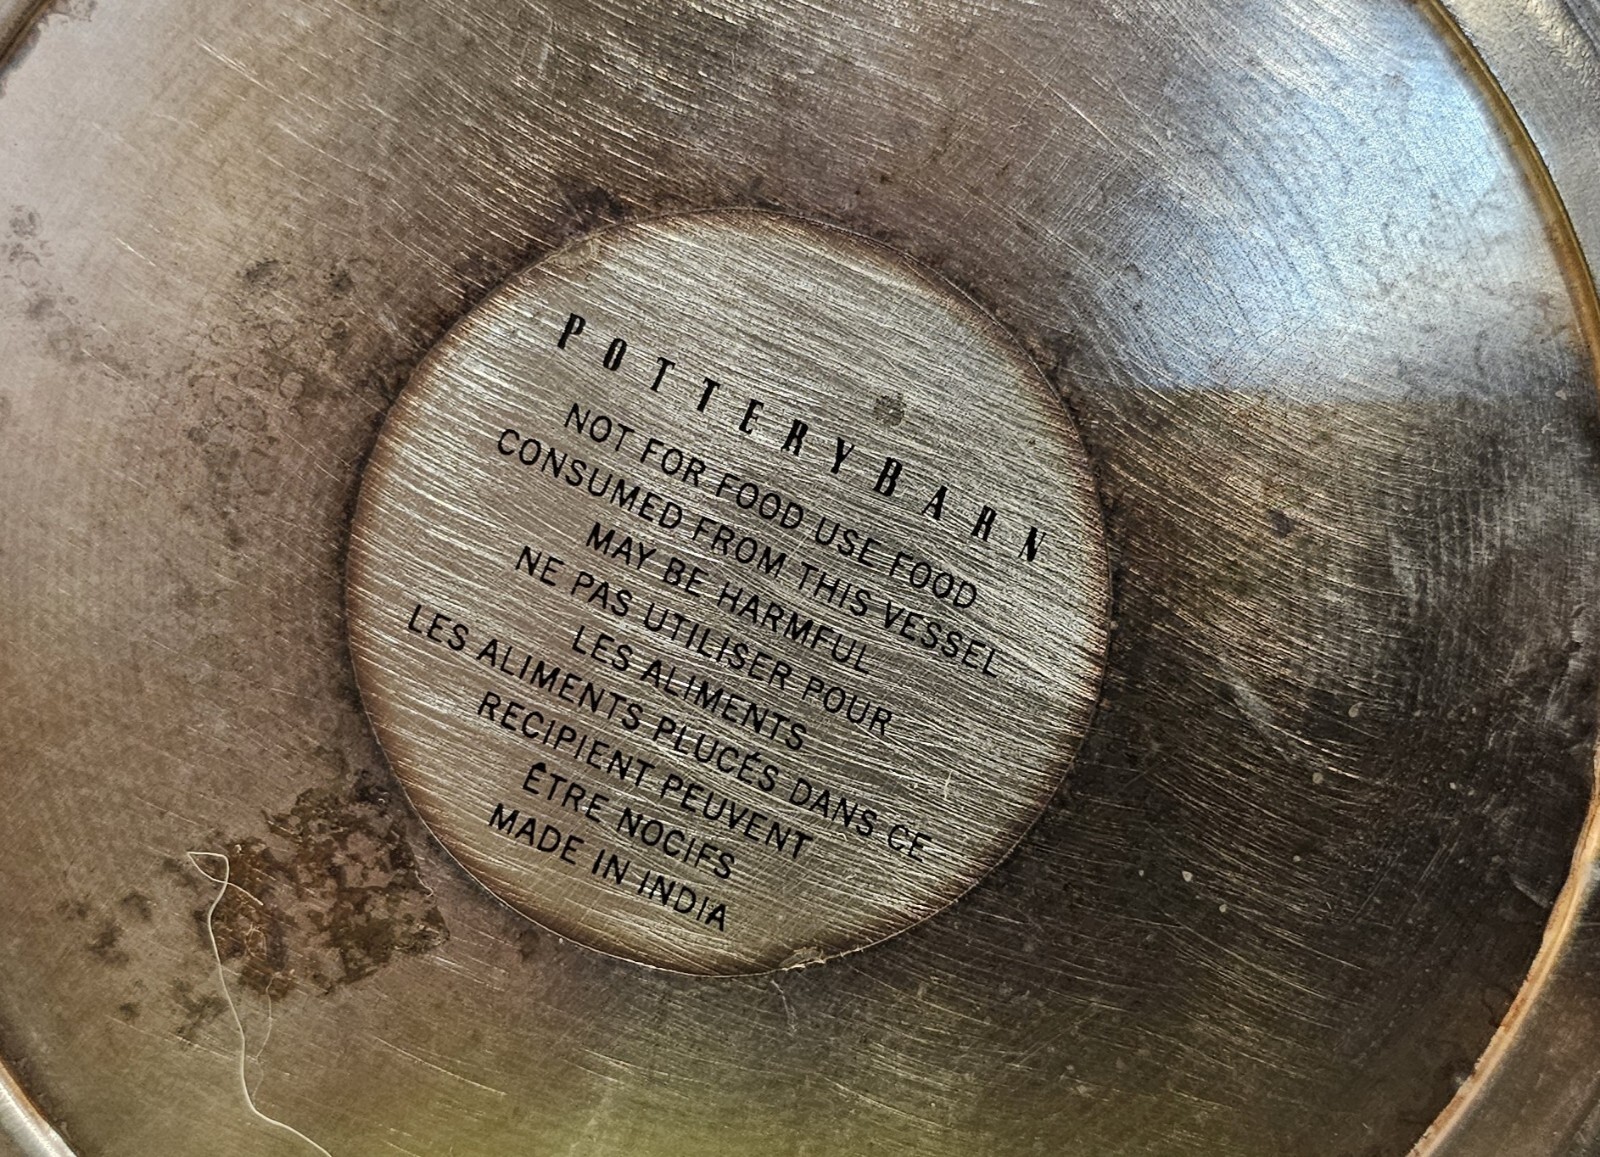 POTTERYBARN
NOT FOR FOOD USE FOOD
CONSUMED FROM THIS VESSEL
MAY BE HARMFUL
NE PAS UTILISER POUR
LES ALIMENTS
LES ALIMENTS PLUCÉS DANS CE
RECIPIENT PEUVENT
ÊTRE NOCIFS
MADE IN INDIA